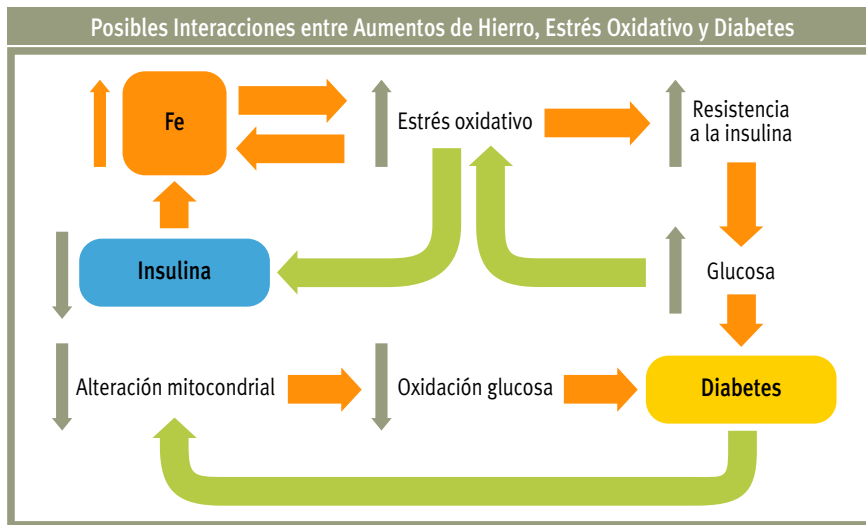 Posibles Interacciones entre Aumentos de Hierro, Estrés Oxidativo y Diabetes
Fe
Estrés oxidativo
Resistencia
a la insulina
Insulina
Glucosa
Alteración mitocondrial
Oxidación glucosa
Diabetes